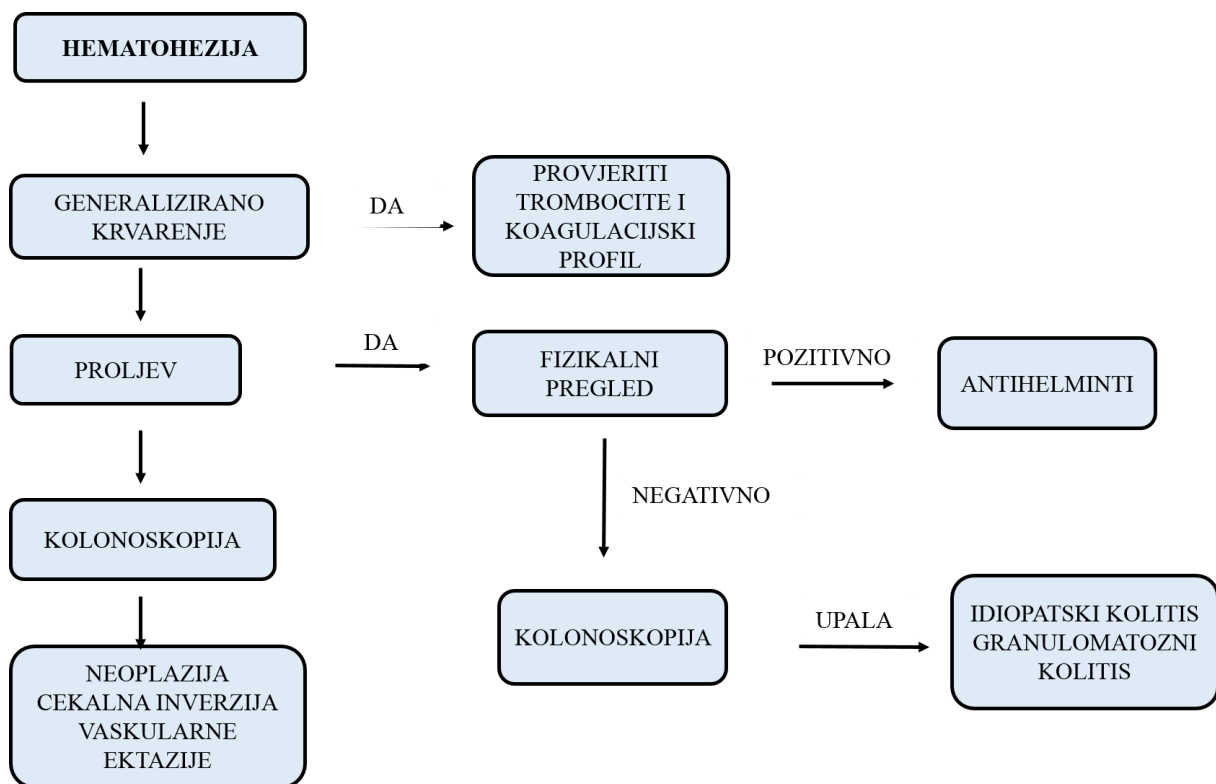 HEMATOHEZIJA
GENERALIZIRANO
KRVARENJE
DA
PROVJERITI
TROMBOCITE I
KOAGULACIJSKI
PROFIL
PROLJEV
DA
FIZIKALNI
PREGLED
POZITIVNO
ANTIHELMINTI
NEGATIVNO
KOLONOSKOPIJA
KOLONOSKOPIJA
UPALA
IDIOPATSKI KOLITIS
GRANULOMATOZNI
KOLITIS
NEOPLAZIJA
CEKALNA INVERZIJA
VASKULARNE
EKTAZIJE